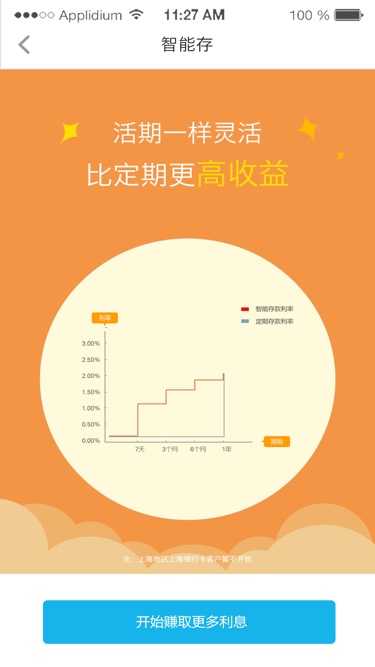 Applidium 11:27 AM 100 %
智能存
活期一样灵活
比定期更高收益
智能存款利率
定期存款利率
利率
3.00%
2.50%
2.00%
1.50%
1.00%
0.50%
0.00%
7天 3个月 6个月 1年
期限
开始赚取更多利息